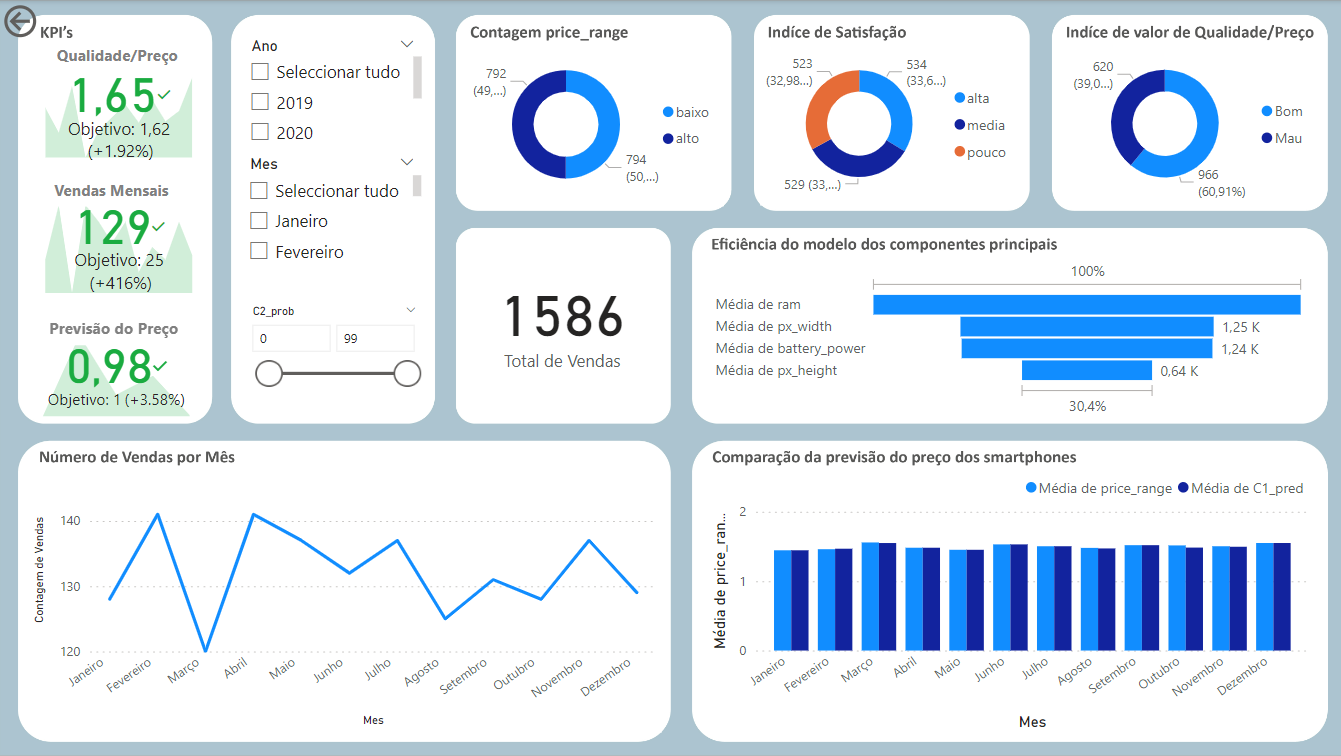 KPI's
Qualidade/Preço
1,65
Objetivo: 1,62
(+1.92%)
Vendas Mensais
129
Objetivo: 25
(+416%)
Previsão do Preço
0,98
Objetivo: 1 (+3.58%)
Ano
Seleccionar tudo
2019
2020
Mes
Seleccionar tudo
Janeiro
Fevereiro
C2_prob
0 99
Contagem price_range
792
(49,...)
794
(50,...)
baixo
alto
Indíce de Satisfação
523
(32,98...)
534
(33,6...)
529 (33,...)
alta
media
pouco
Indíce de valor de Qualidade/Preço
620
(39,0...)
966
(60,91%)
Bom
Mau
1586
Total de Vendas
Eficiência do modelo dos componentes principais
100%
Média de ram
Média de px_width 1,25 K
Média de battery_power 1,24 K
Média de px_height 0,64 K
30,4%
Número de Vendas por Mês
Contagem de Vendas
140
130
120
Janeiro Fevereiro Março Abril Maio Junho Julho Agosto Setembro Outubro Novembro Dezembro
Mes
Comparação da previsão do preço dos smartphones
Média de price_range Média de C1_pred
Média de price_ran...
2
1
0
Janeiro Fevereiro Março Abril Maio Junho Julho Agosto Setembro Outubro Novembro Dezembro
Mes